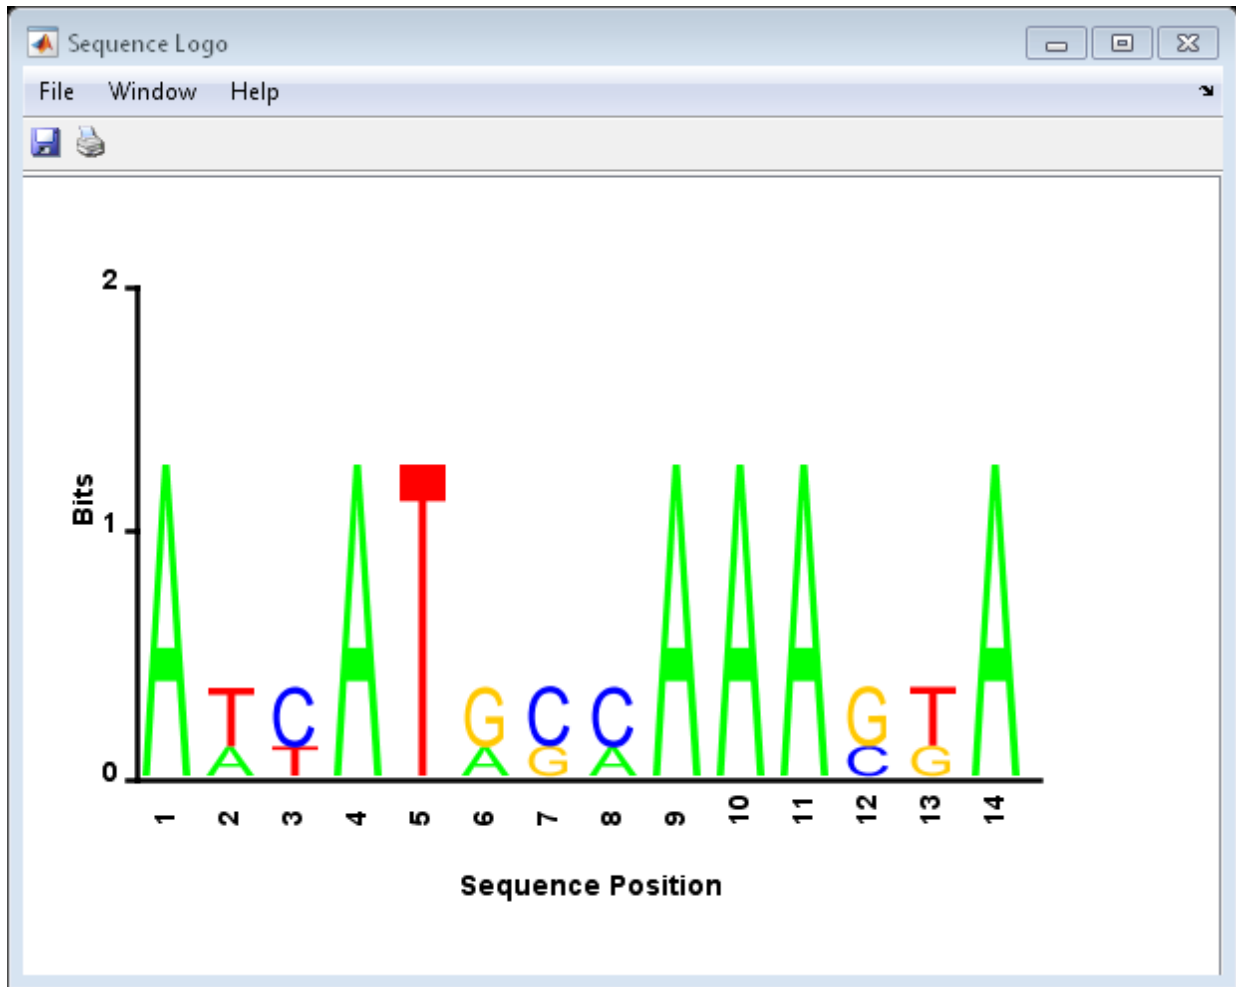 Sequence Logo
File Window Help
2
Bits
1
0
A T C A T G C C A A A G T A
A T A G A C G
1 2 3 4 5 6 7 8 9 10 11 12 13 14
Sequence Position